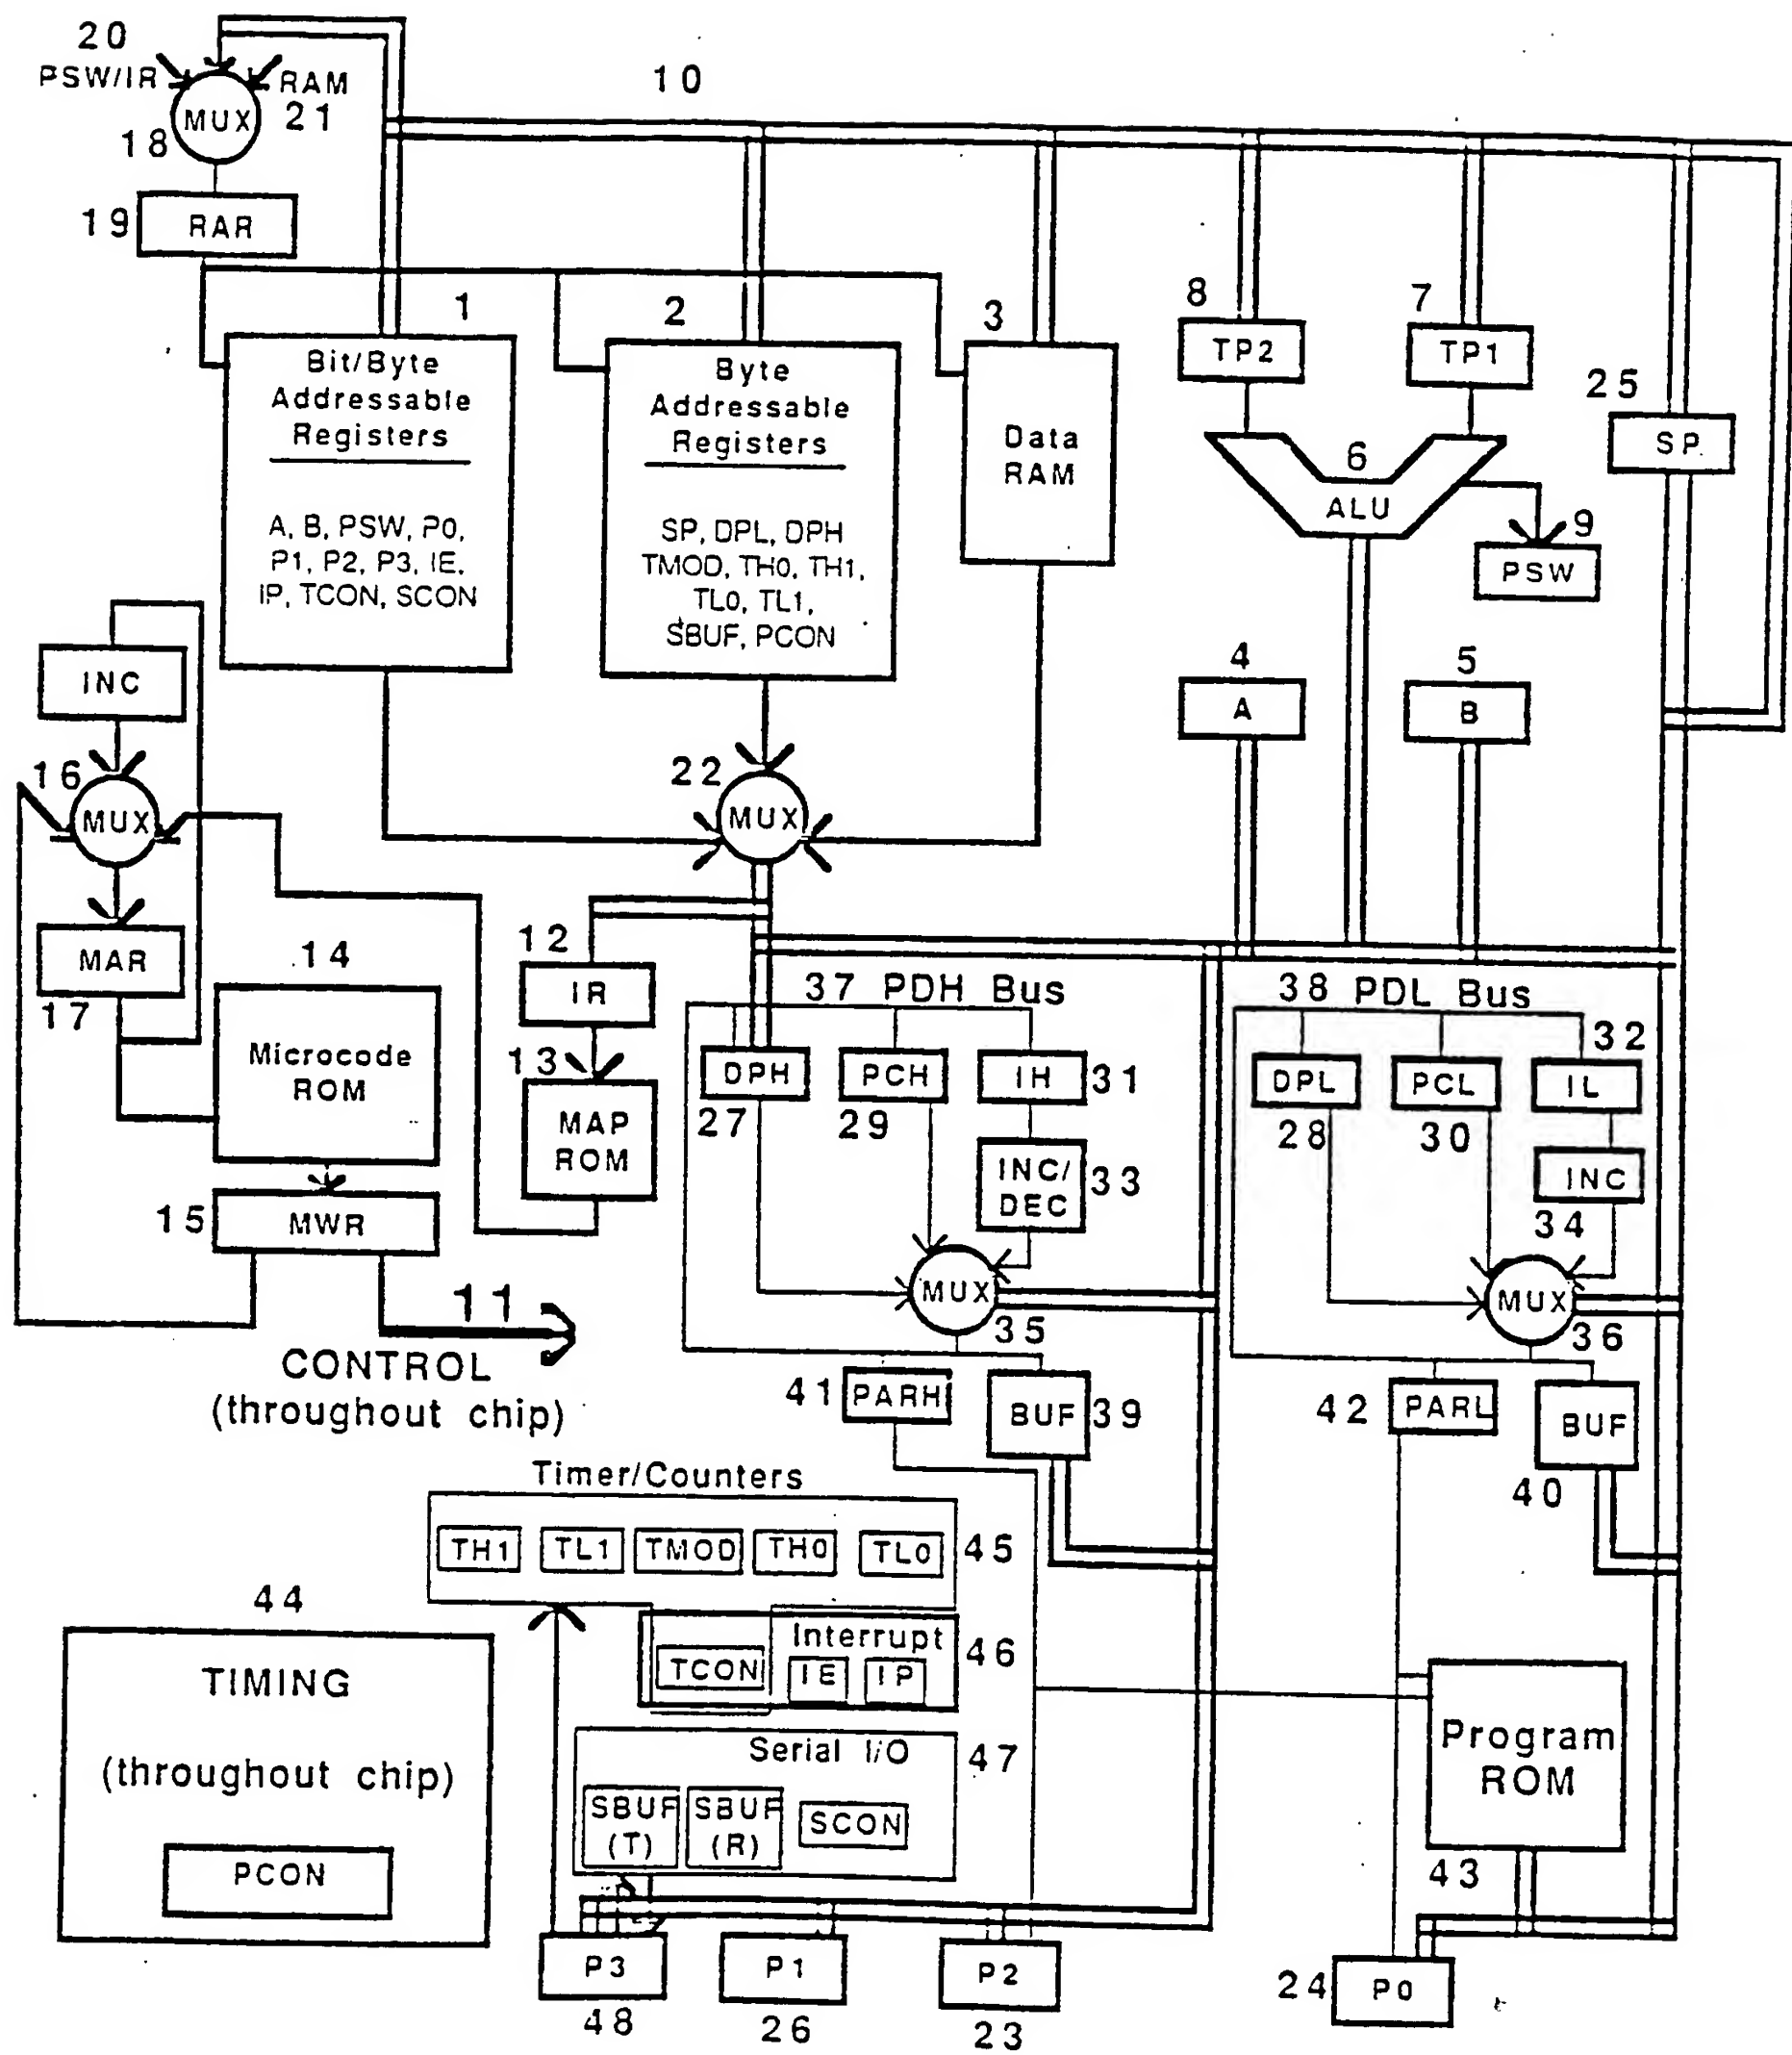 20
PSW/IR
RAM
21
MUX
18
10
19
RAR
1
2
3
8
7
Bit/Byte
Addressable
Registers
A, B, PSW, P0,
P1, P2, P3, IE,
IP, TCON, SCON
Byte
Addressable
Registers
SP, DPL, DPH
TMOD, TH0, TH1,
TL0, TL1,
SBUF, PCON
Data
RAM
TP2
TP1
25
SP
6
ALU
9
PSW
INC
4
A
5
B
16
MUX
22
MUX
MAR
17
14
Microcode
ROM
12
IR
13
MAP
ROM
15
MWR
11
CONTROL
(throughout chip)
37 PDH Bus
DPH
27
PCH
29
IH
31
INC/
DEC
33
MUX
35
41
PARH
BUF
39
38 PDL Bus
32
DPL
28
PCL
30
IL
INC
34
MUX
36
42
PARL
BUF
40
Timer/Counters
TH1
TL1
TMOD
TH0
TL0
45
44
TIMING
(throughout chip)
PCON
Interrupt
46
TCON
IE
IP
Serial I/O
47
SBUF
(T)
SBUF
(R)
SCON
Program
ROM
43
P3
48
P1
26
P2
23
24
P0